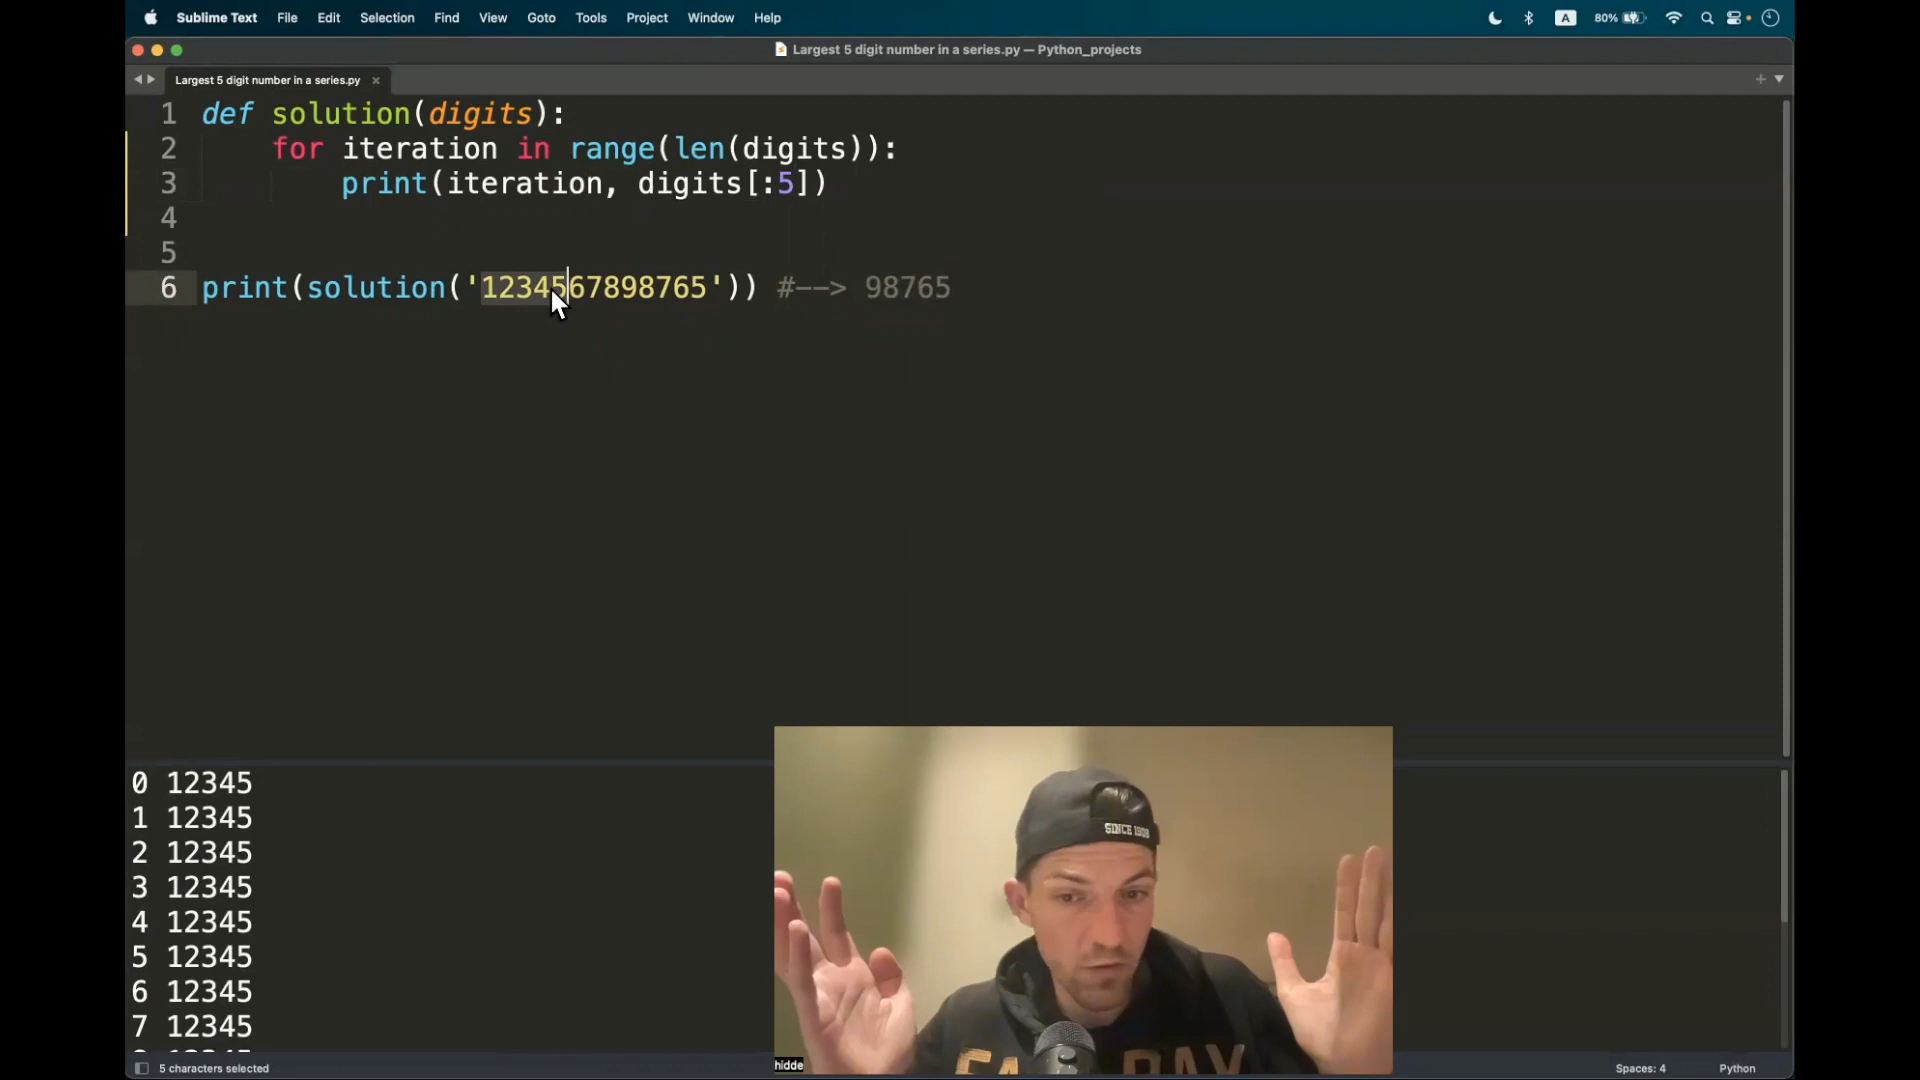 Sublime Text File Edit Selection Find View Goto Tools Project Window Help A 80%
Largest 5 digit number in a series.py — Python_projects
Largest 5 digit number in a series.py ×
1 def solution(digits):
2 for iteration in range(len(digits)):
3 print(iteration, digits[:5])
4
5
6 print(solution('1234567898765')) #--> 98765
0 12345
1 12345
2 12345
3 12345
4 12345
5 12345
6 12345
7 12345
SINCE 1908
hidde
5 characters selected Spaces: 4 Python